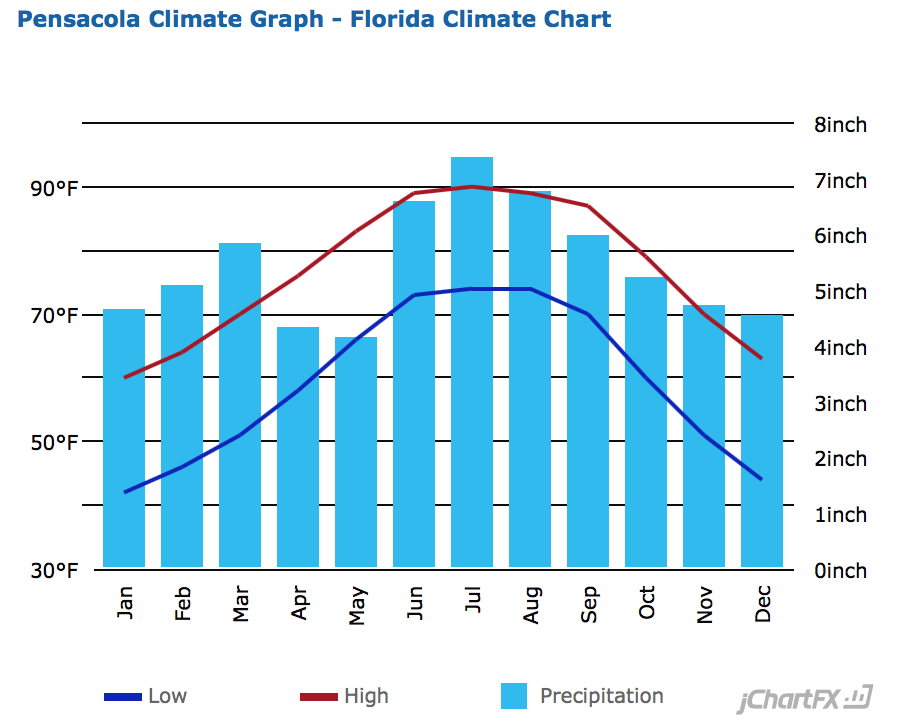 Pensacola Climate Graph - Florida Climate Chart
8inch
90°F
7inch
6inch
5inch
70°F
4inch
3inch
50°F
2inch
1inch
30°F
0inch
Jan Feb Mar Apr May Jun Jul Aug Sep Oct Nov Dec
Low High Precipitation
jChartFX